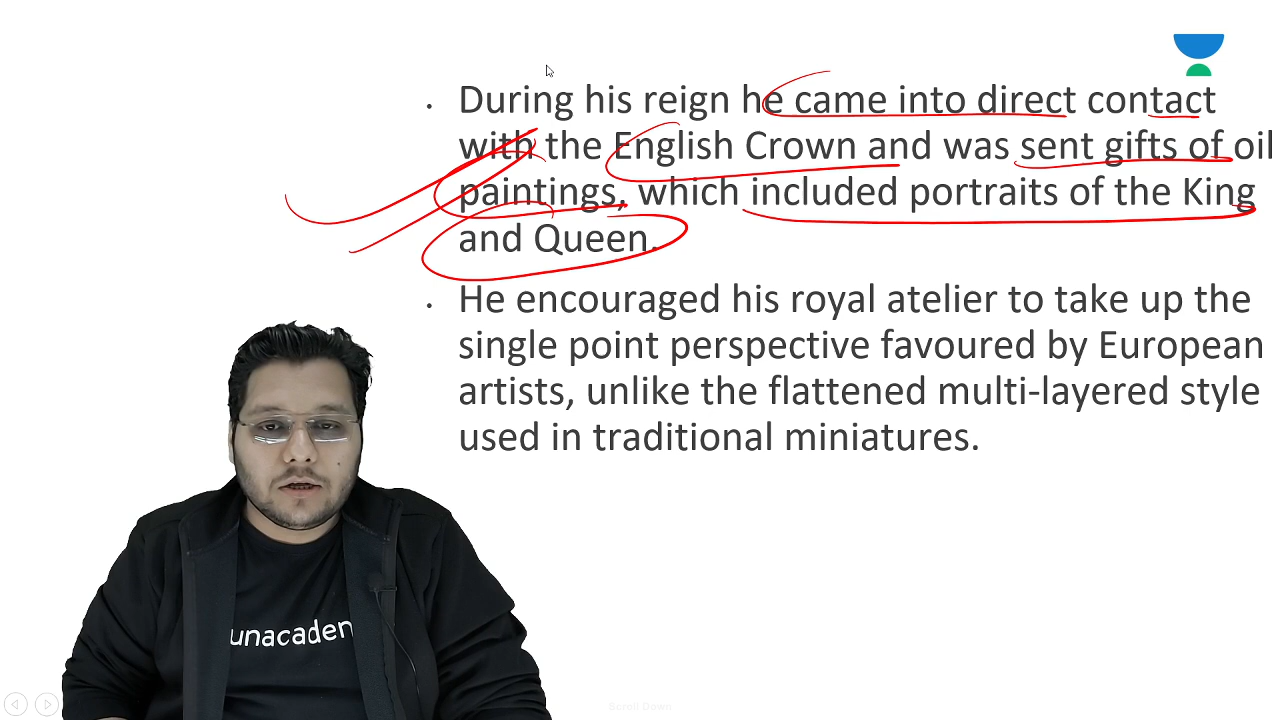 During his reign he came into direct contact
with the English Crown and was sent gifts of oil
paintings, which included portraits of the King
and Queen.
He encouraged his royal atelier to take up the
single point perspective favoured by European
artists, unlike the flattened multi-layered style
used in traditional miniatures.
unacaden
Scroll Down